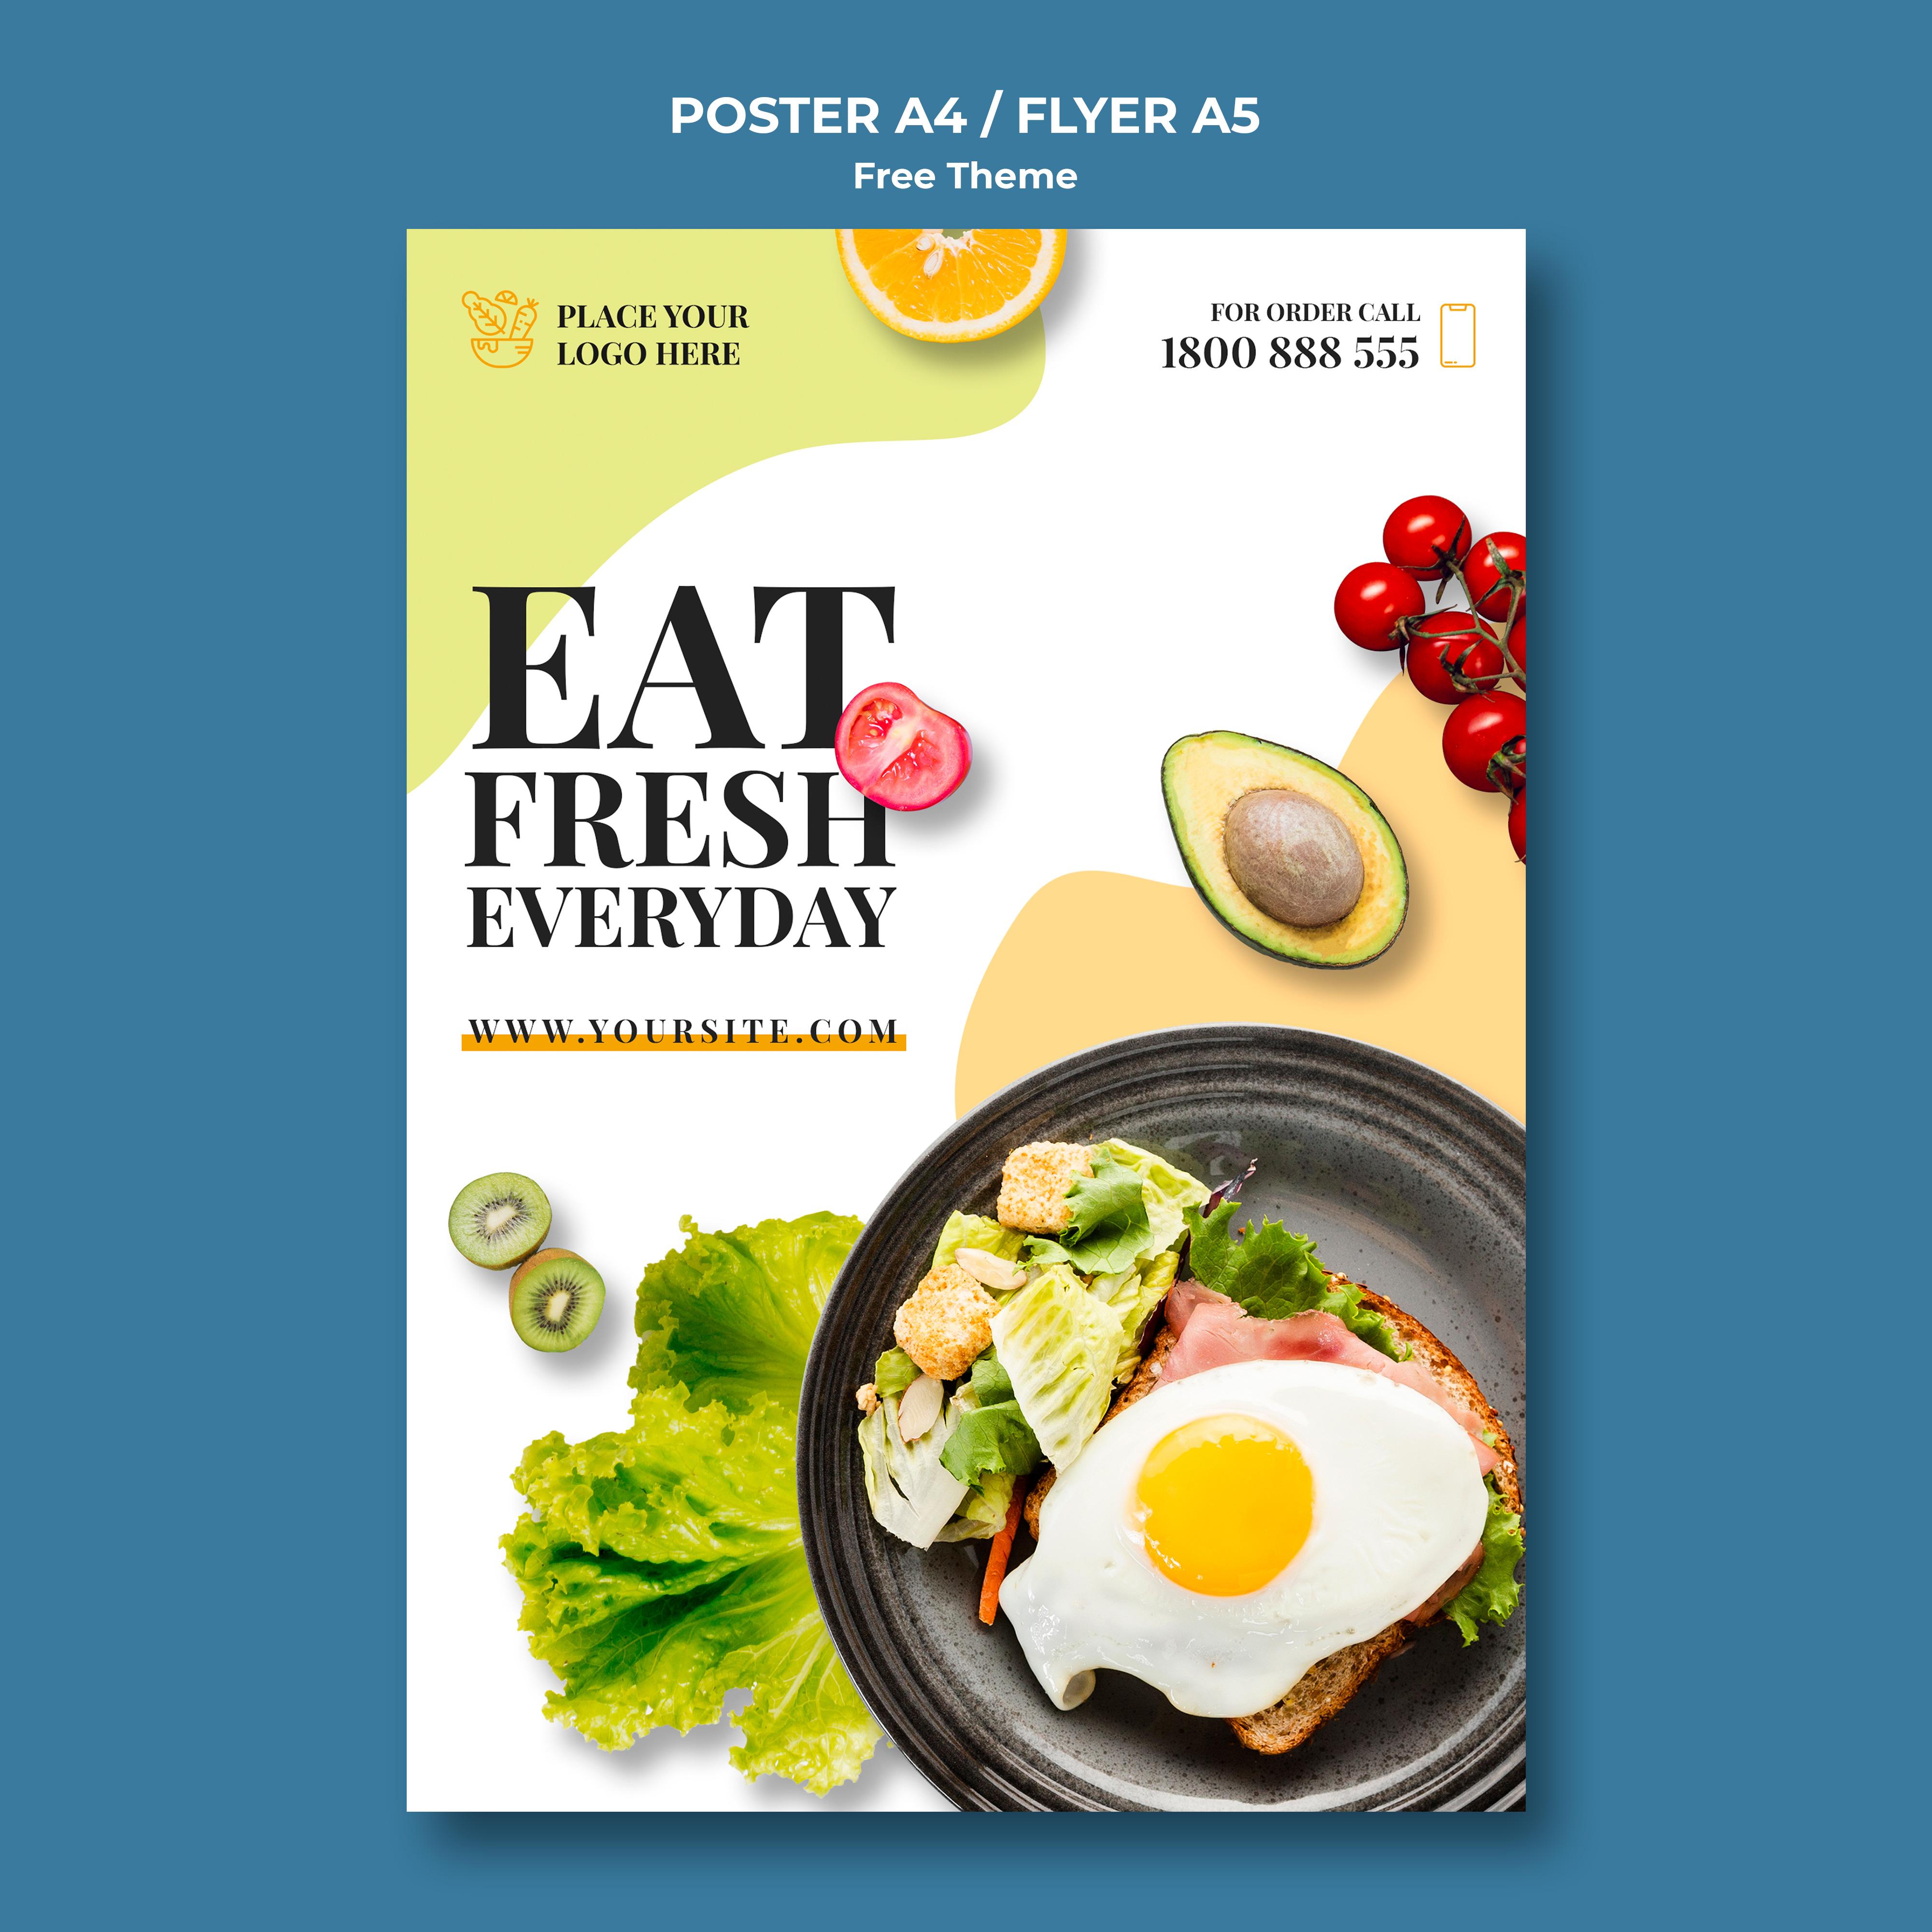 POSTER A4 / FLYER A5
Free Theme
PLACE YOUR
LOGO HERE
FOR ORDER CALL
1800 888 555
EAT
FRESH
EVERYDAY
WWW.YOURSITE.COM